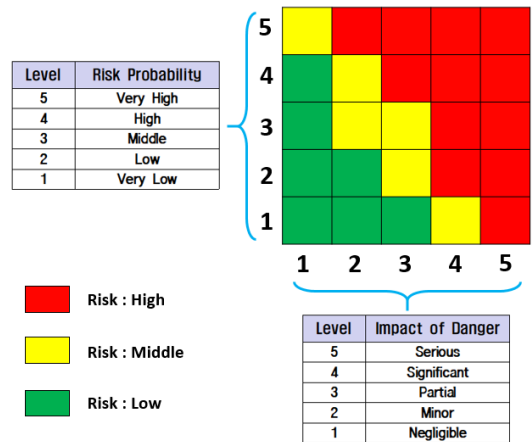 Level Risk Probability
5 Very High
4 High
3 Middle
2 Low
1 Very Low
5
4
3
2
1
1 2 3 4 5
Risk : High
Risk : Middle
Risk : Low
Level Impact of Danger
5 Serious
4 Significant
3 Partial
2 Minor
1 Negligible